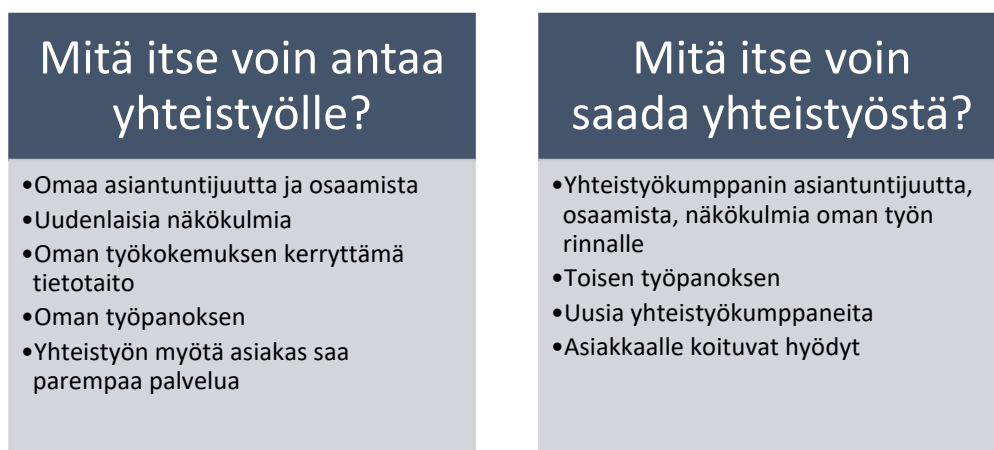 Mitä itse voin antaa
yhteistyölle?
•Omaa asiantuntijuutta ja osaamista
•Uudenlaisia näkökulmia
•Oman työkokemuksen kerryttämä
tietotaito
•Oman työpanoksen
•Yhteistyön myötä asiakas saa
parempaa palvelua
Mitä itse voin
saada yhteistyöstä?
•Yhteistyökumppanin asiantuntijuutta,
osaamista, näkökulmia oman työn
rinnalle
•Toisen työpanoksen
•Uusia yhteistyökumppaneita
•Asiakkaalle koituvat hyödyt